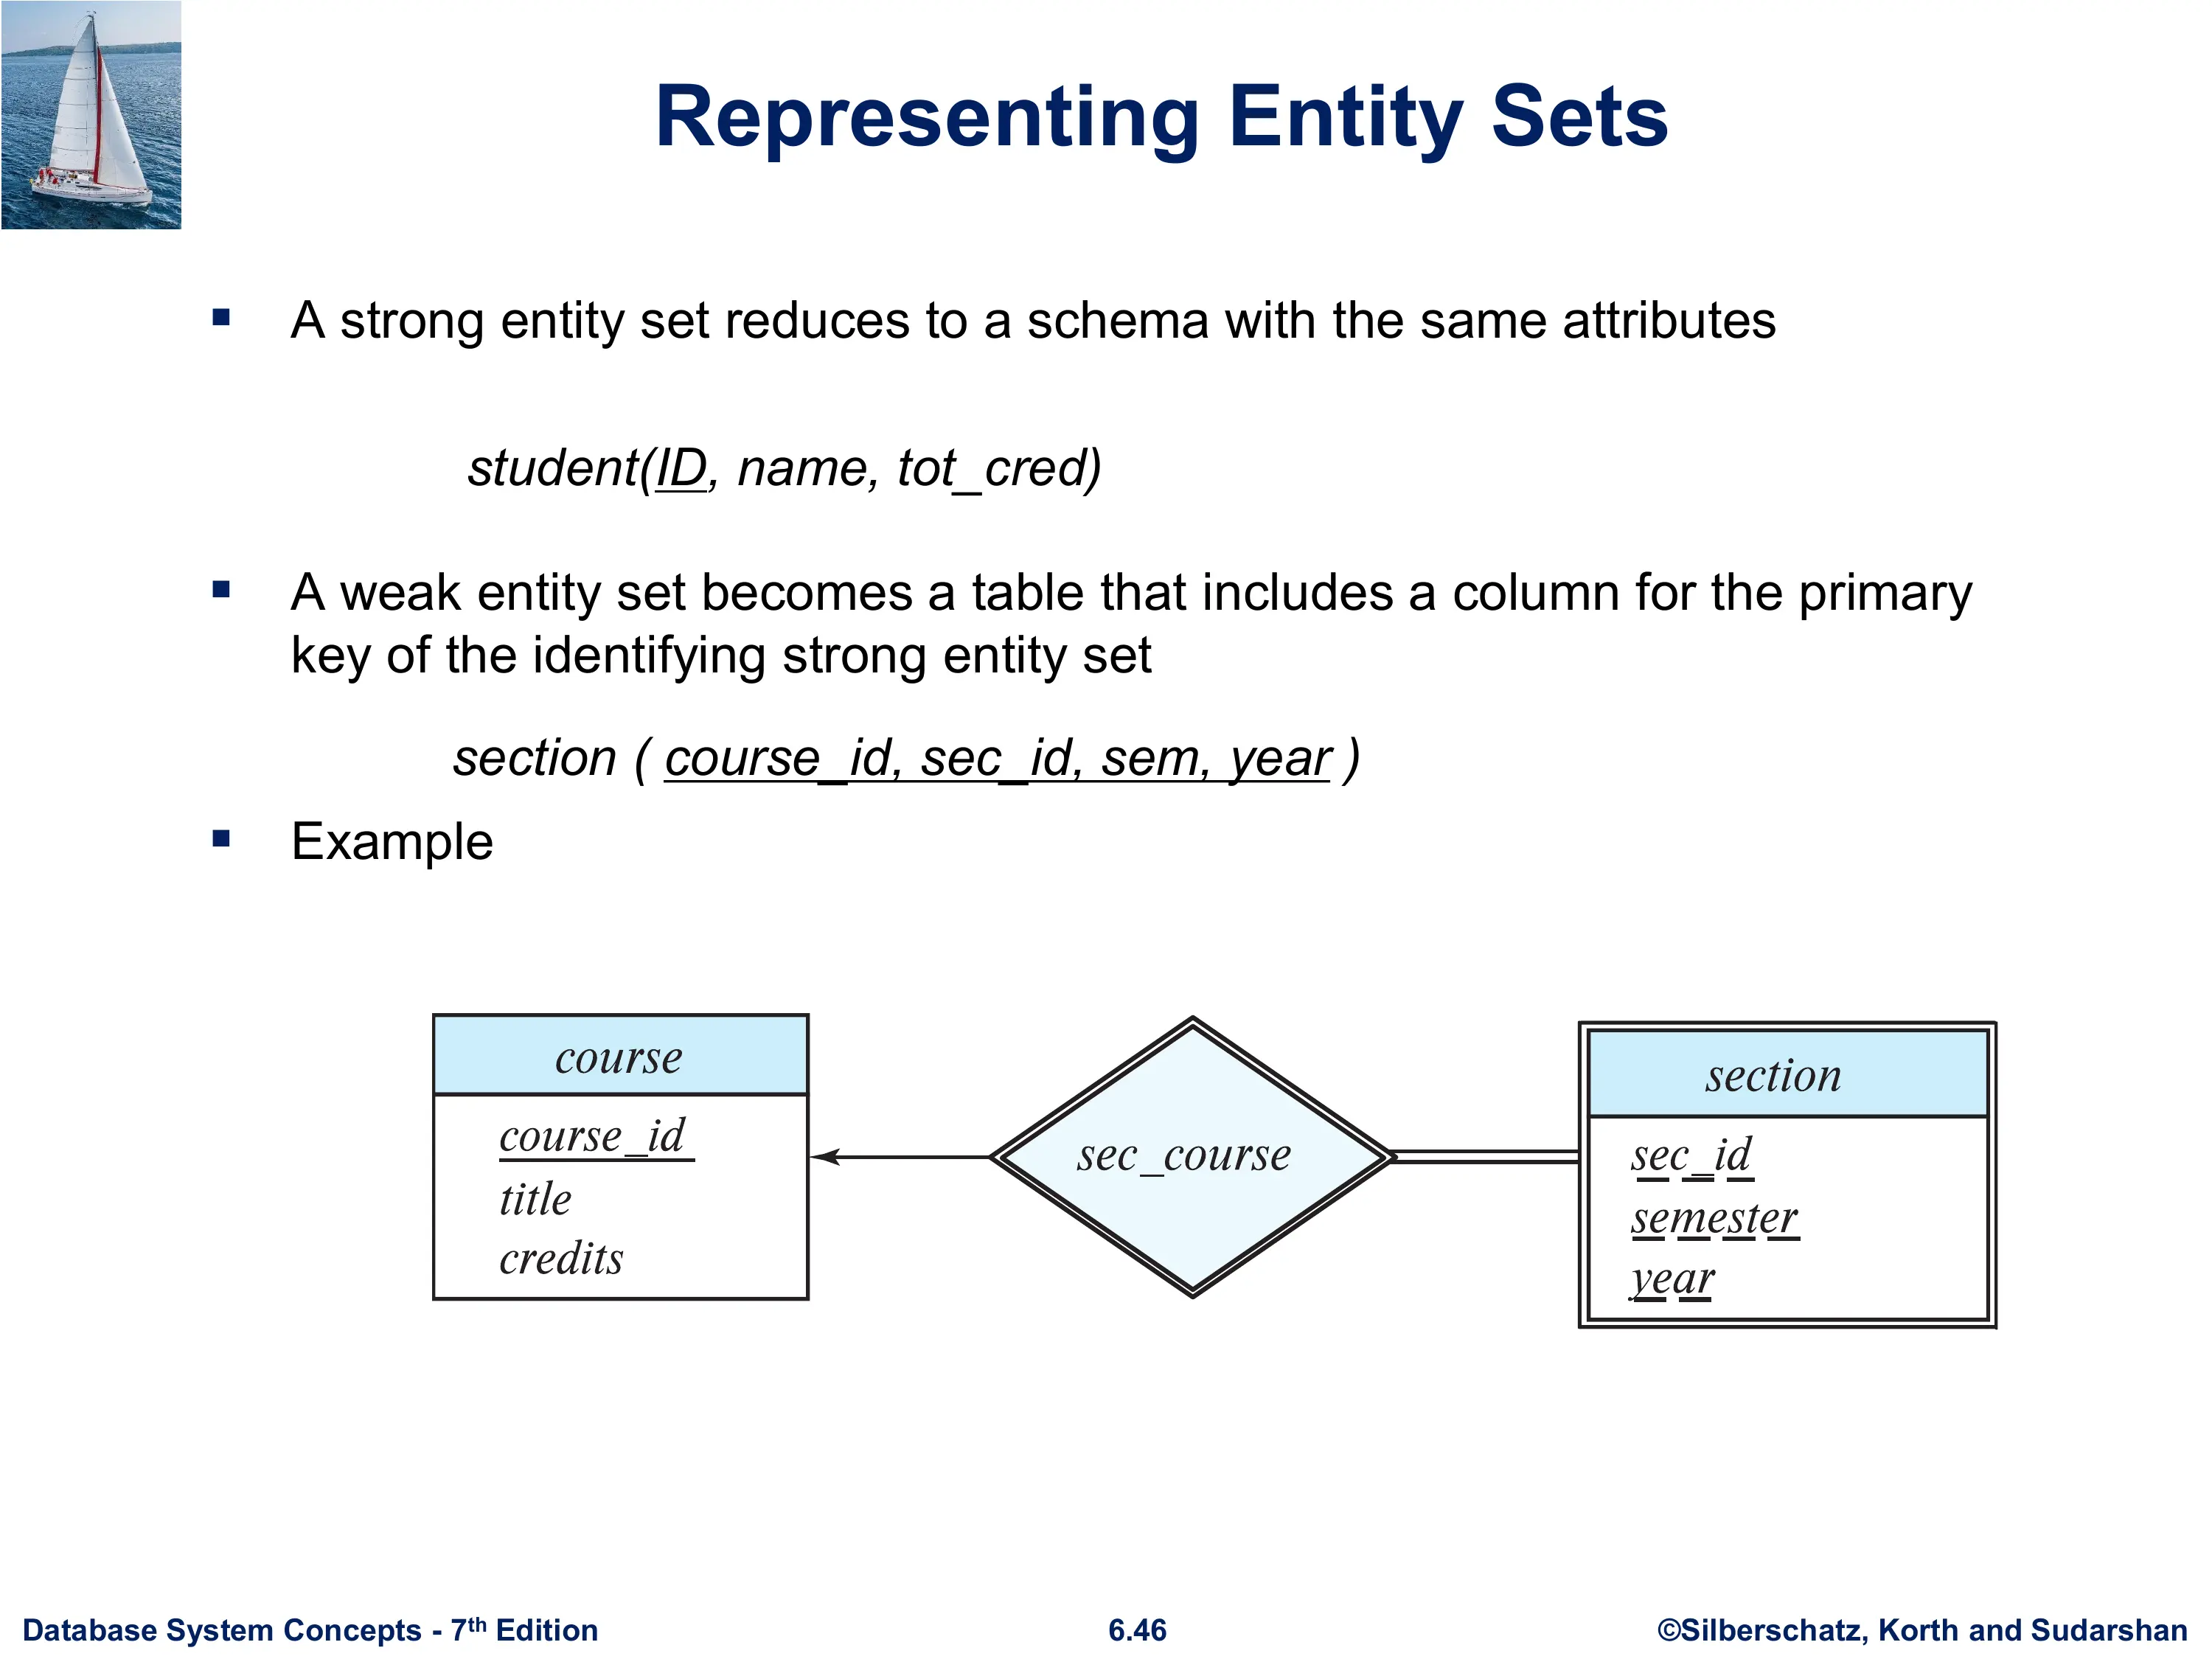 Representing Entity Sets
▪ A strong entity set reduces to a schema with the same attributes
student(ID, name, tot_cred)
▪ A weak entity set becomes a table that includes a column for the primary
key of the identifying strong entity set
section ( course_id, sec_id, sem, year )
▪ Example
course
course_id
title
credits
sec_course
section
sec_id
semester
year
Database System Concepts - 7th Edition
6.46
©Silberschatz, Korth and Sudarshan